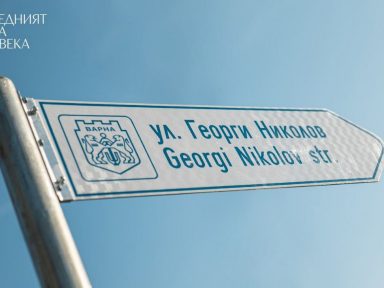 ЕДНИЯТ
А
ВЕКА
ВАРНА
ул. Георги Николов
Georgi Nikolov str.